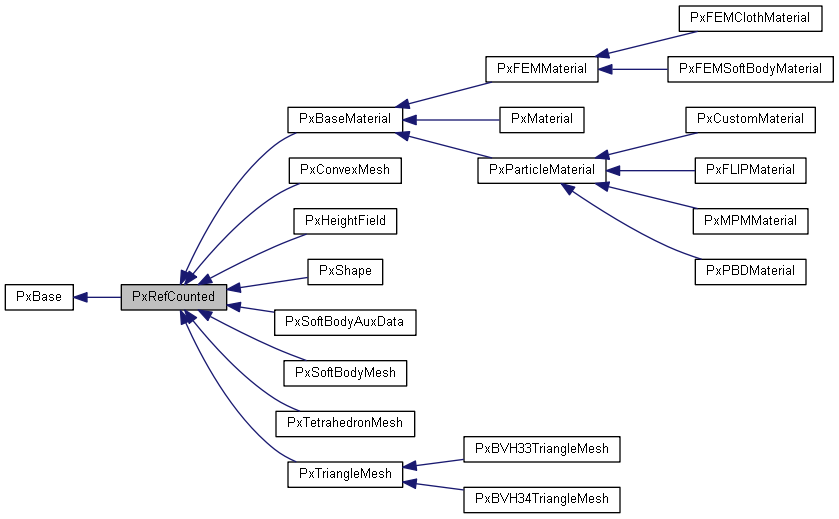 PxFEMClothMaterial
PxFEMMaterial
PxFEMSoftBodyMaterial
PxBaseMaterial
PxMaterial
PxCustomMaterial
PxParticleMaterial
PxFLIPMaterial
PxConvexMesh
PxMPMMaterial
PxHeightField
PxPBDMaterial
PxShape
PxBase
PxRefCounted
PxSoftBodyAuxData
PxSoftBodyMesh
PxTetrahedronMesh
PxBVH33TriangleMesh
PxTriangleMesh
PxBVH34TriangleMesh